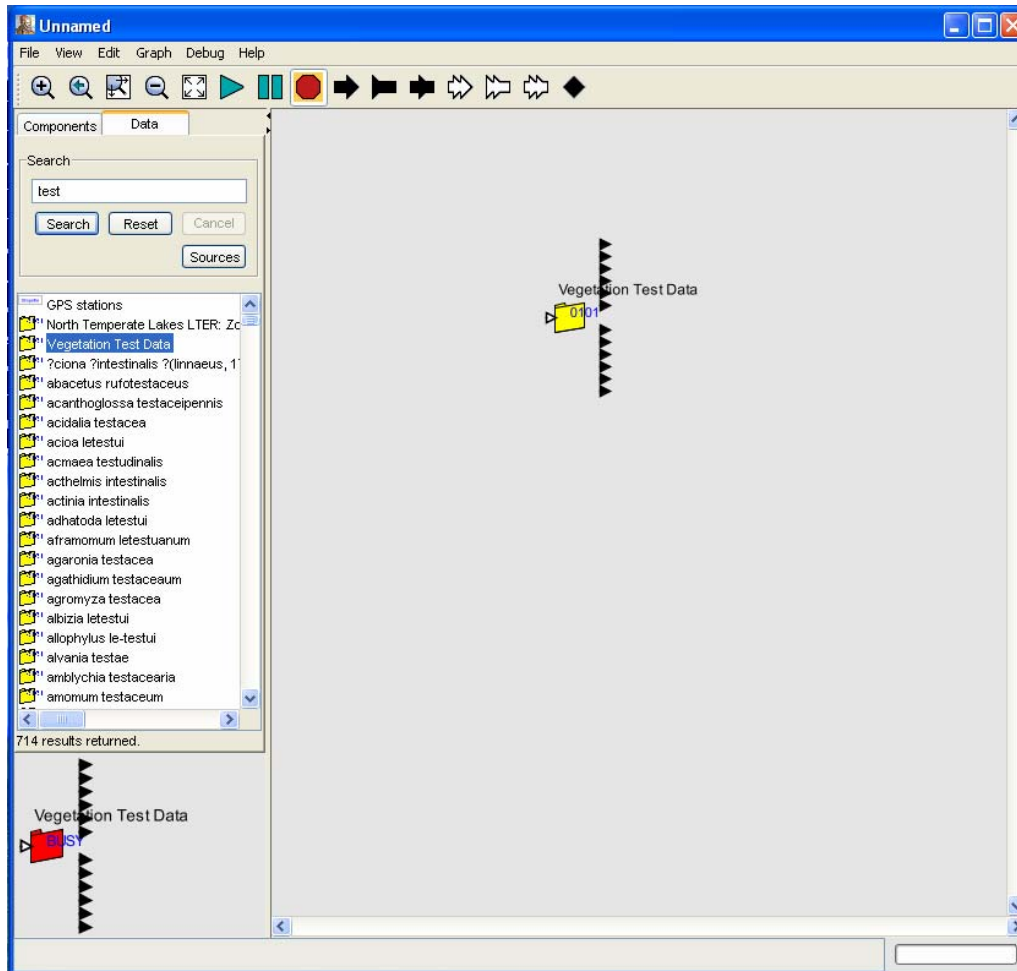 Unnamed
File View Edit Graph Debug Help
Components Data
Search
test
Search Reset Cancel
Sources
GPS stations
North Temperate Lakes LTER: Zo
Vegetation Test Data
?ciona ?intestinalis ?(linnaeus, 17
abacetus rufotestaceus
acanthoglossa testaceipennis
acidalia testacea
acioa letestui
acmaea testudinalis
acthelmis intestinalis
actinia intestinalis
adhatoda letestui
aframomum letestuanum
agaronia testacea
agathidium testaceaum
agromyza testacea
albizia letestui
allophylus le-testui
alvania testae
amblychia testacearia
amomum testaceum
714 results returned.
Vegetation Test Data
BUSY
Vegetation Test Data
0101